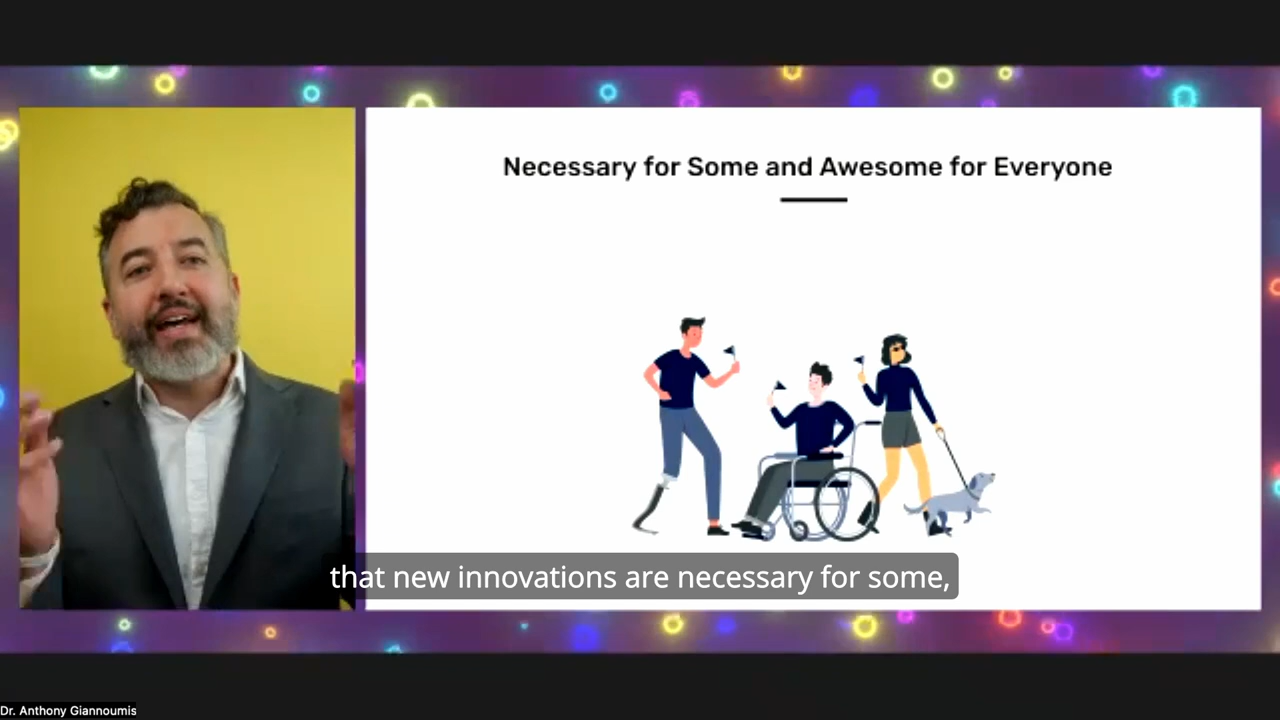 Necessary for Some and Awesome for Everyone
that new innovations are necessary for some,
Dr. Anthony Giannoumis